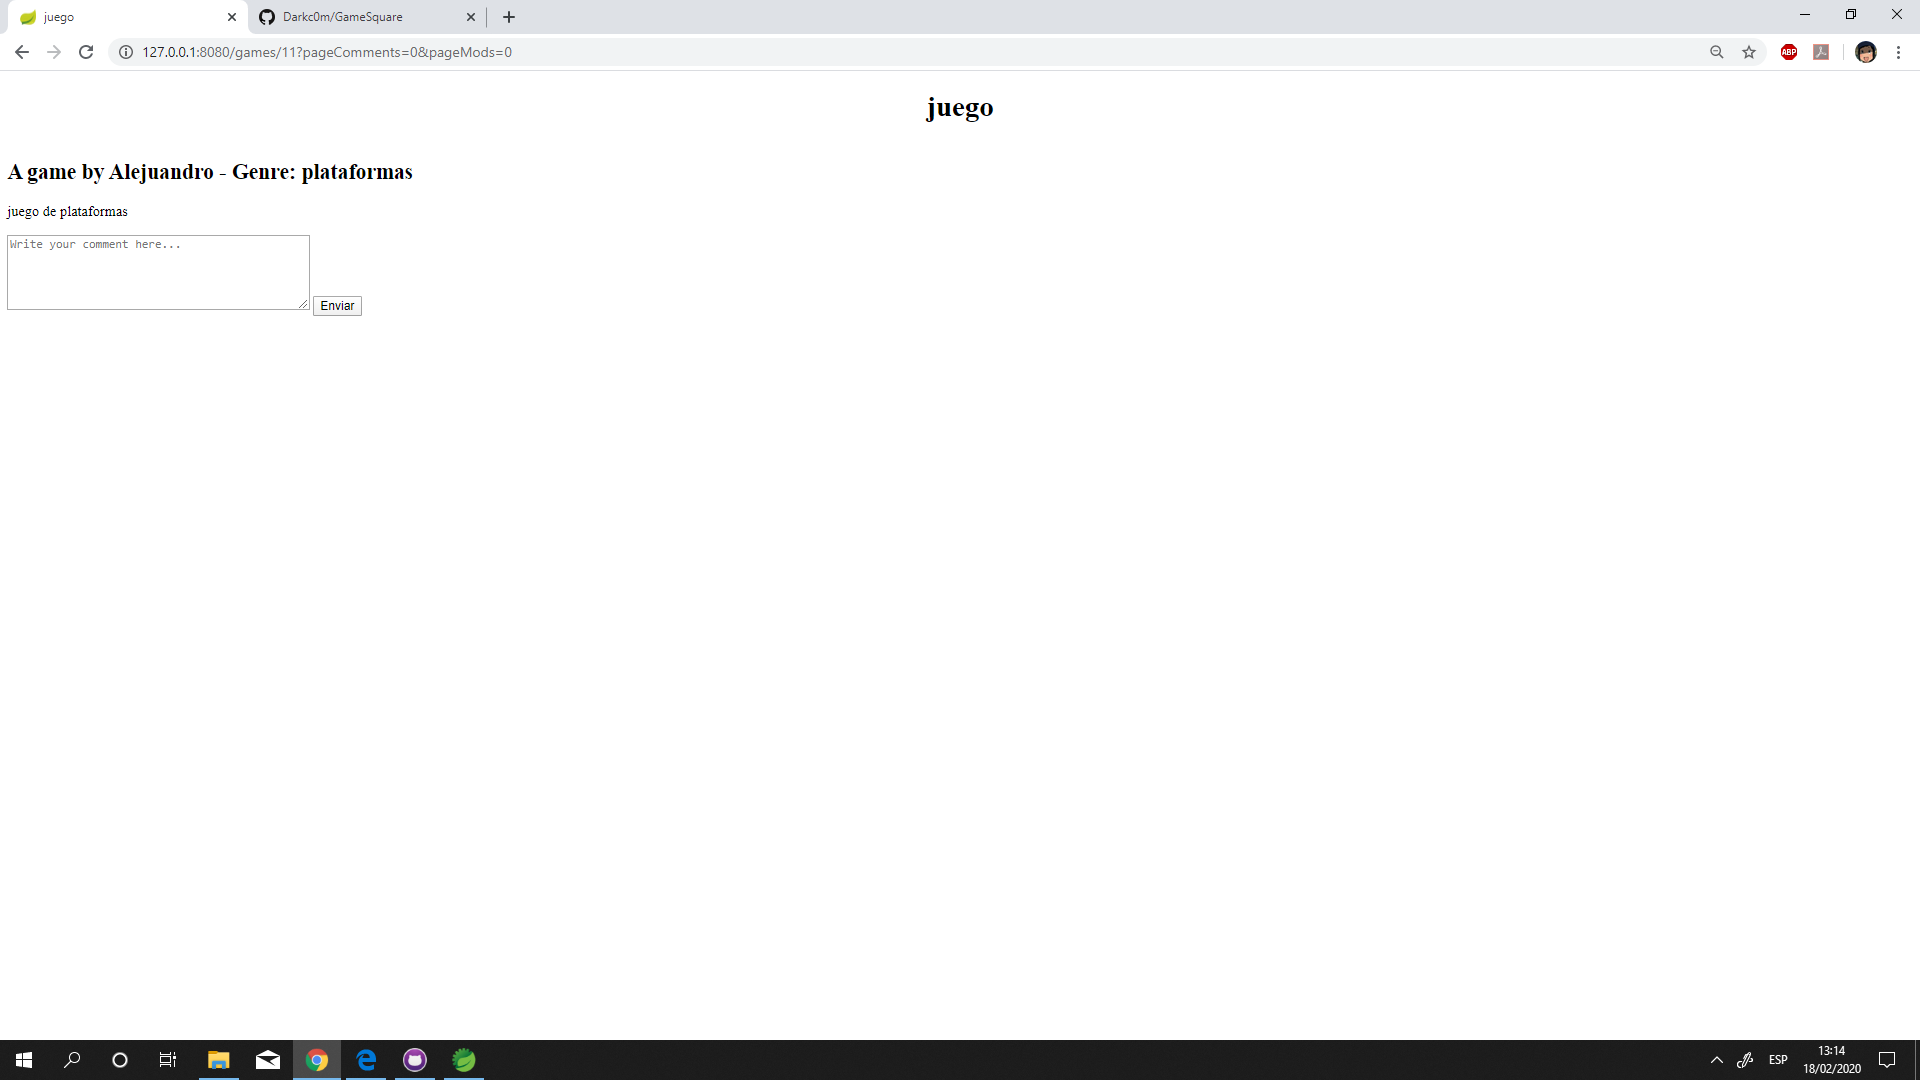 juego
Darkc0m/GameSquare
127.0.0.1:8080/games/11?pageComments=0&pageMods=0
ABP
juego
A game by Alejuandro - Genre: plataformas
juego de plataformas
Write your comment here...
Enviar
ESP
13:14
18/02/2020